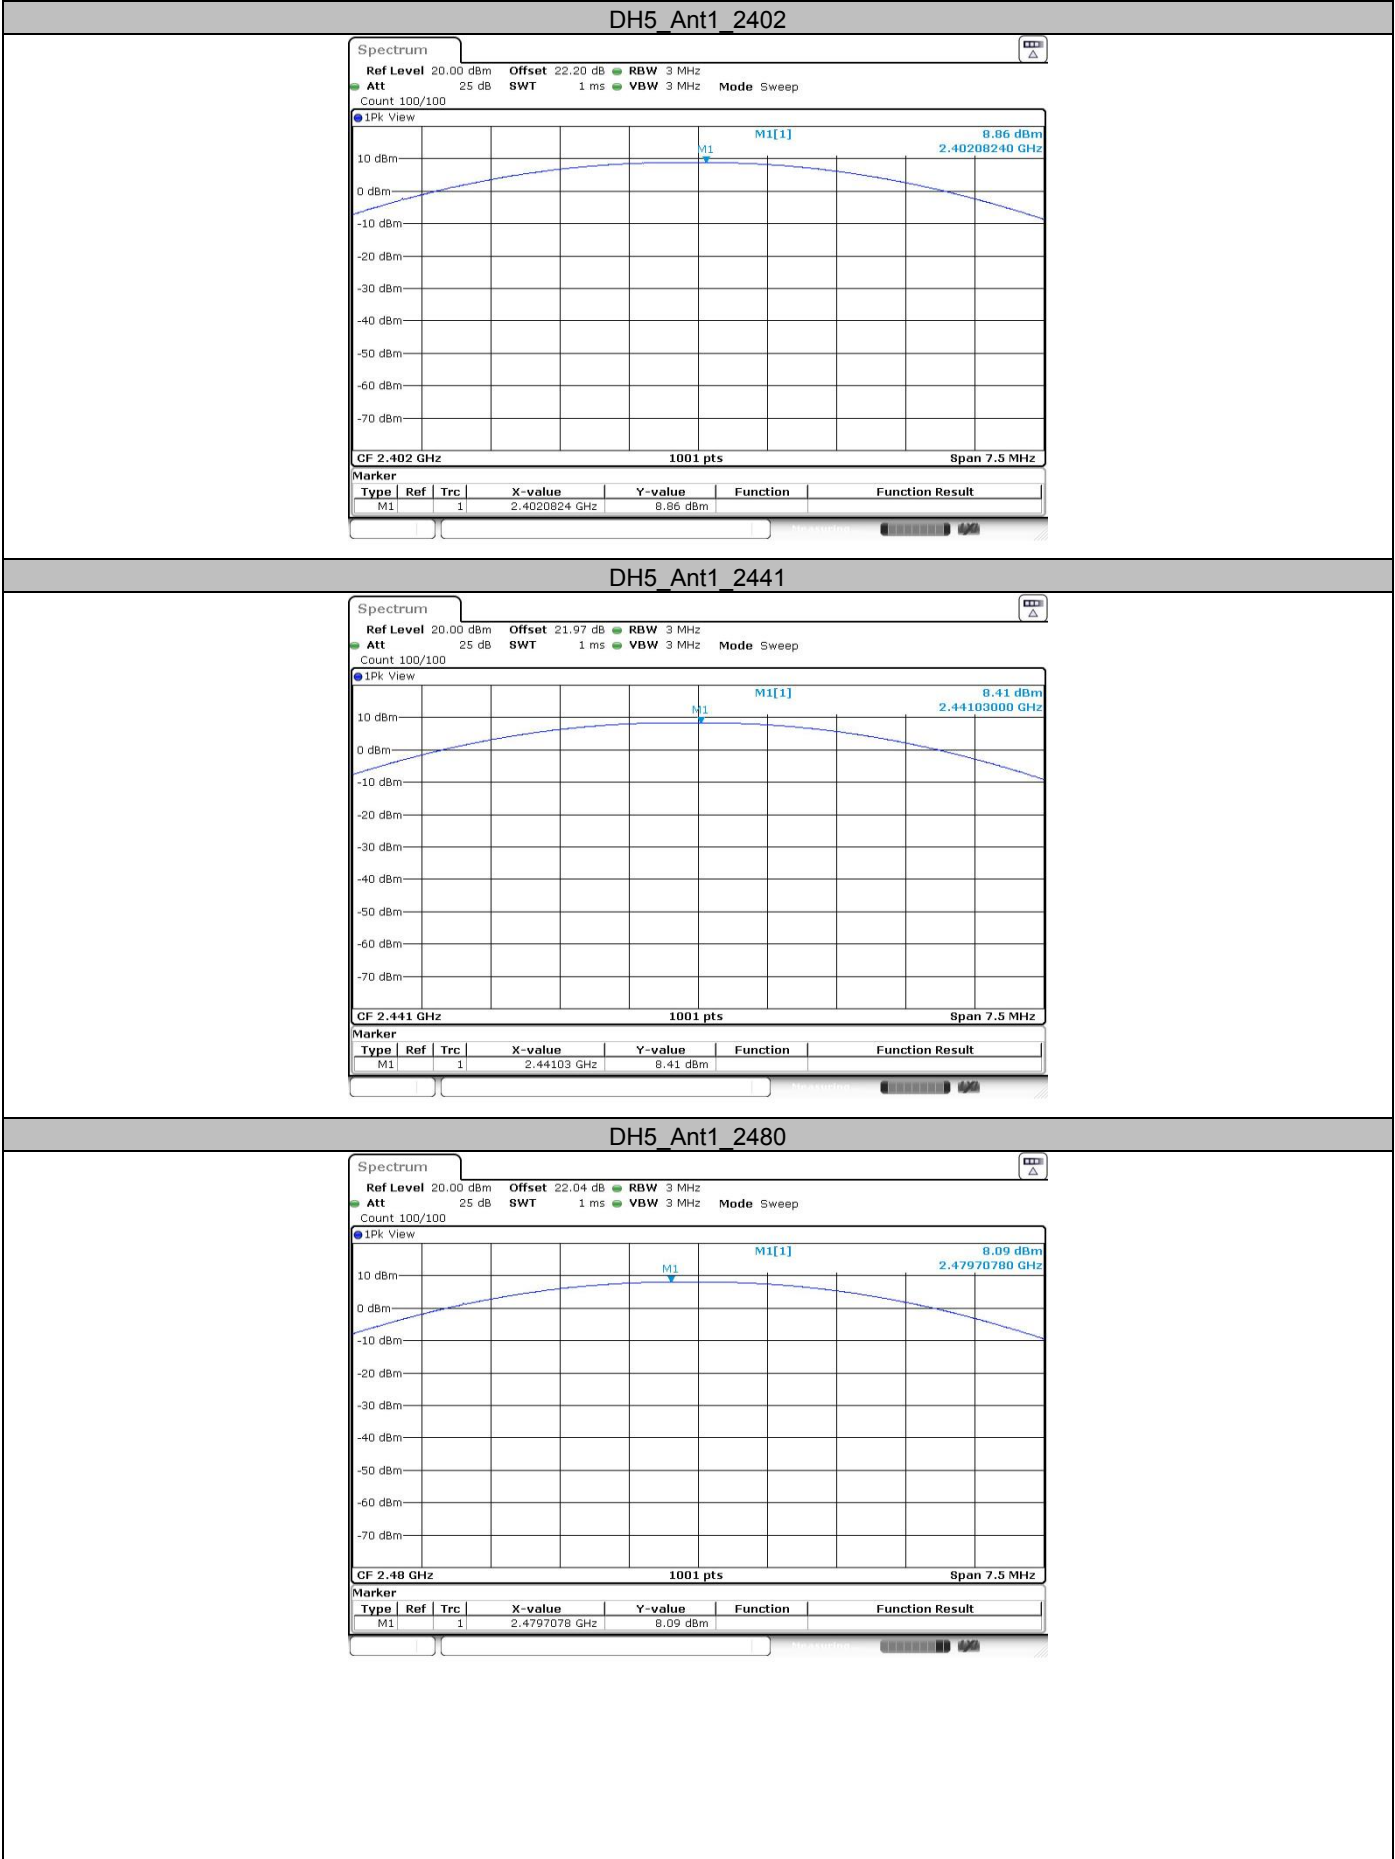 DH5_Ant1_2402
Spectrum
Ref Level 20.00 dBm Offset 22.20 dB RBW 3 MHz
Att 25 dB SWT 1 ms VBW 3 MHz Mode Sweep
Count 100/100
1Pk View
M1[1] 8.86 dBm
2.40208240 GHz
M1
10 dBm
0 dBm
-10 dBm
-20 dBm
-30 dBm
-40 dBm
-50 dBm
-60 dBm
-70 dBm
CF 2.402 GHz 1001 pts Span 7.5 MHz
Marker
Type Ref Trc X-value Y-value Function Function Result
M1 1 2.4020824 GHz 8.86 dBm
DH5_Ant1_2441
Spectrum
Ref Level 20.00 dBm Offset 21.97 dB RBW 3 MHz
Att 25 dB SWT 1 ms VBW 3 MHz Mode Sweep
Count 100/100
1Pk View
M1[1] 8.41 dBm
2.44103000 GHz
M1
10 dBm
0 dBm
-10 dBm
-20 dBm
-30 dBm
-40 dBm
-50 dBm
-60 dBm
-70 dBm
CF 2.441 GHz 1001 pts Span 7.5 MHz
Marker
Type Ref Trc X-value Y-value Function Function Result
M1 1 2.44103 GHz 8.41 dBm
DH5_Ant1_2480
Spectrum
Ref Level 20.00 dBm Offset 22.04 dB RBW 3 MHz
Att 25 dB SWT 1 ms VBW 3 MHz Mode Sweep
Count 100/100
1Pk View
M1[1] 8.09 dBm
2.47970780 GHz
M1
10 dBm
0 dBm
-10 dBm
-20 dBm
-30 dBm
-40 dBm
-50 dBm
-60 dBm
-70 dBm
CF 2.48 GHz 1001 pts Span 7.5 MHz
Marker
Type Ref Trc X-value Y-value Function Function Result
M1 1 2.4797078 GHz 8.09 dBm